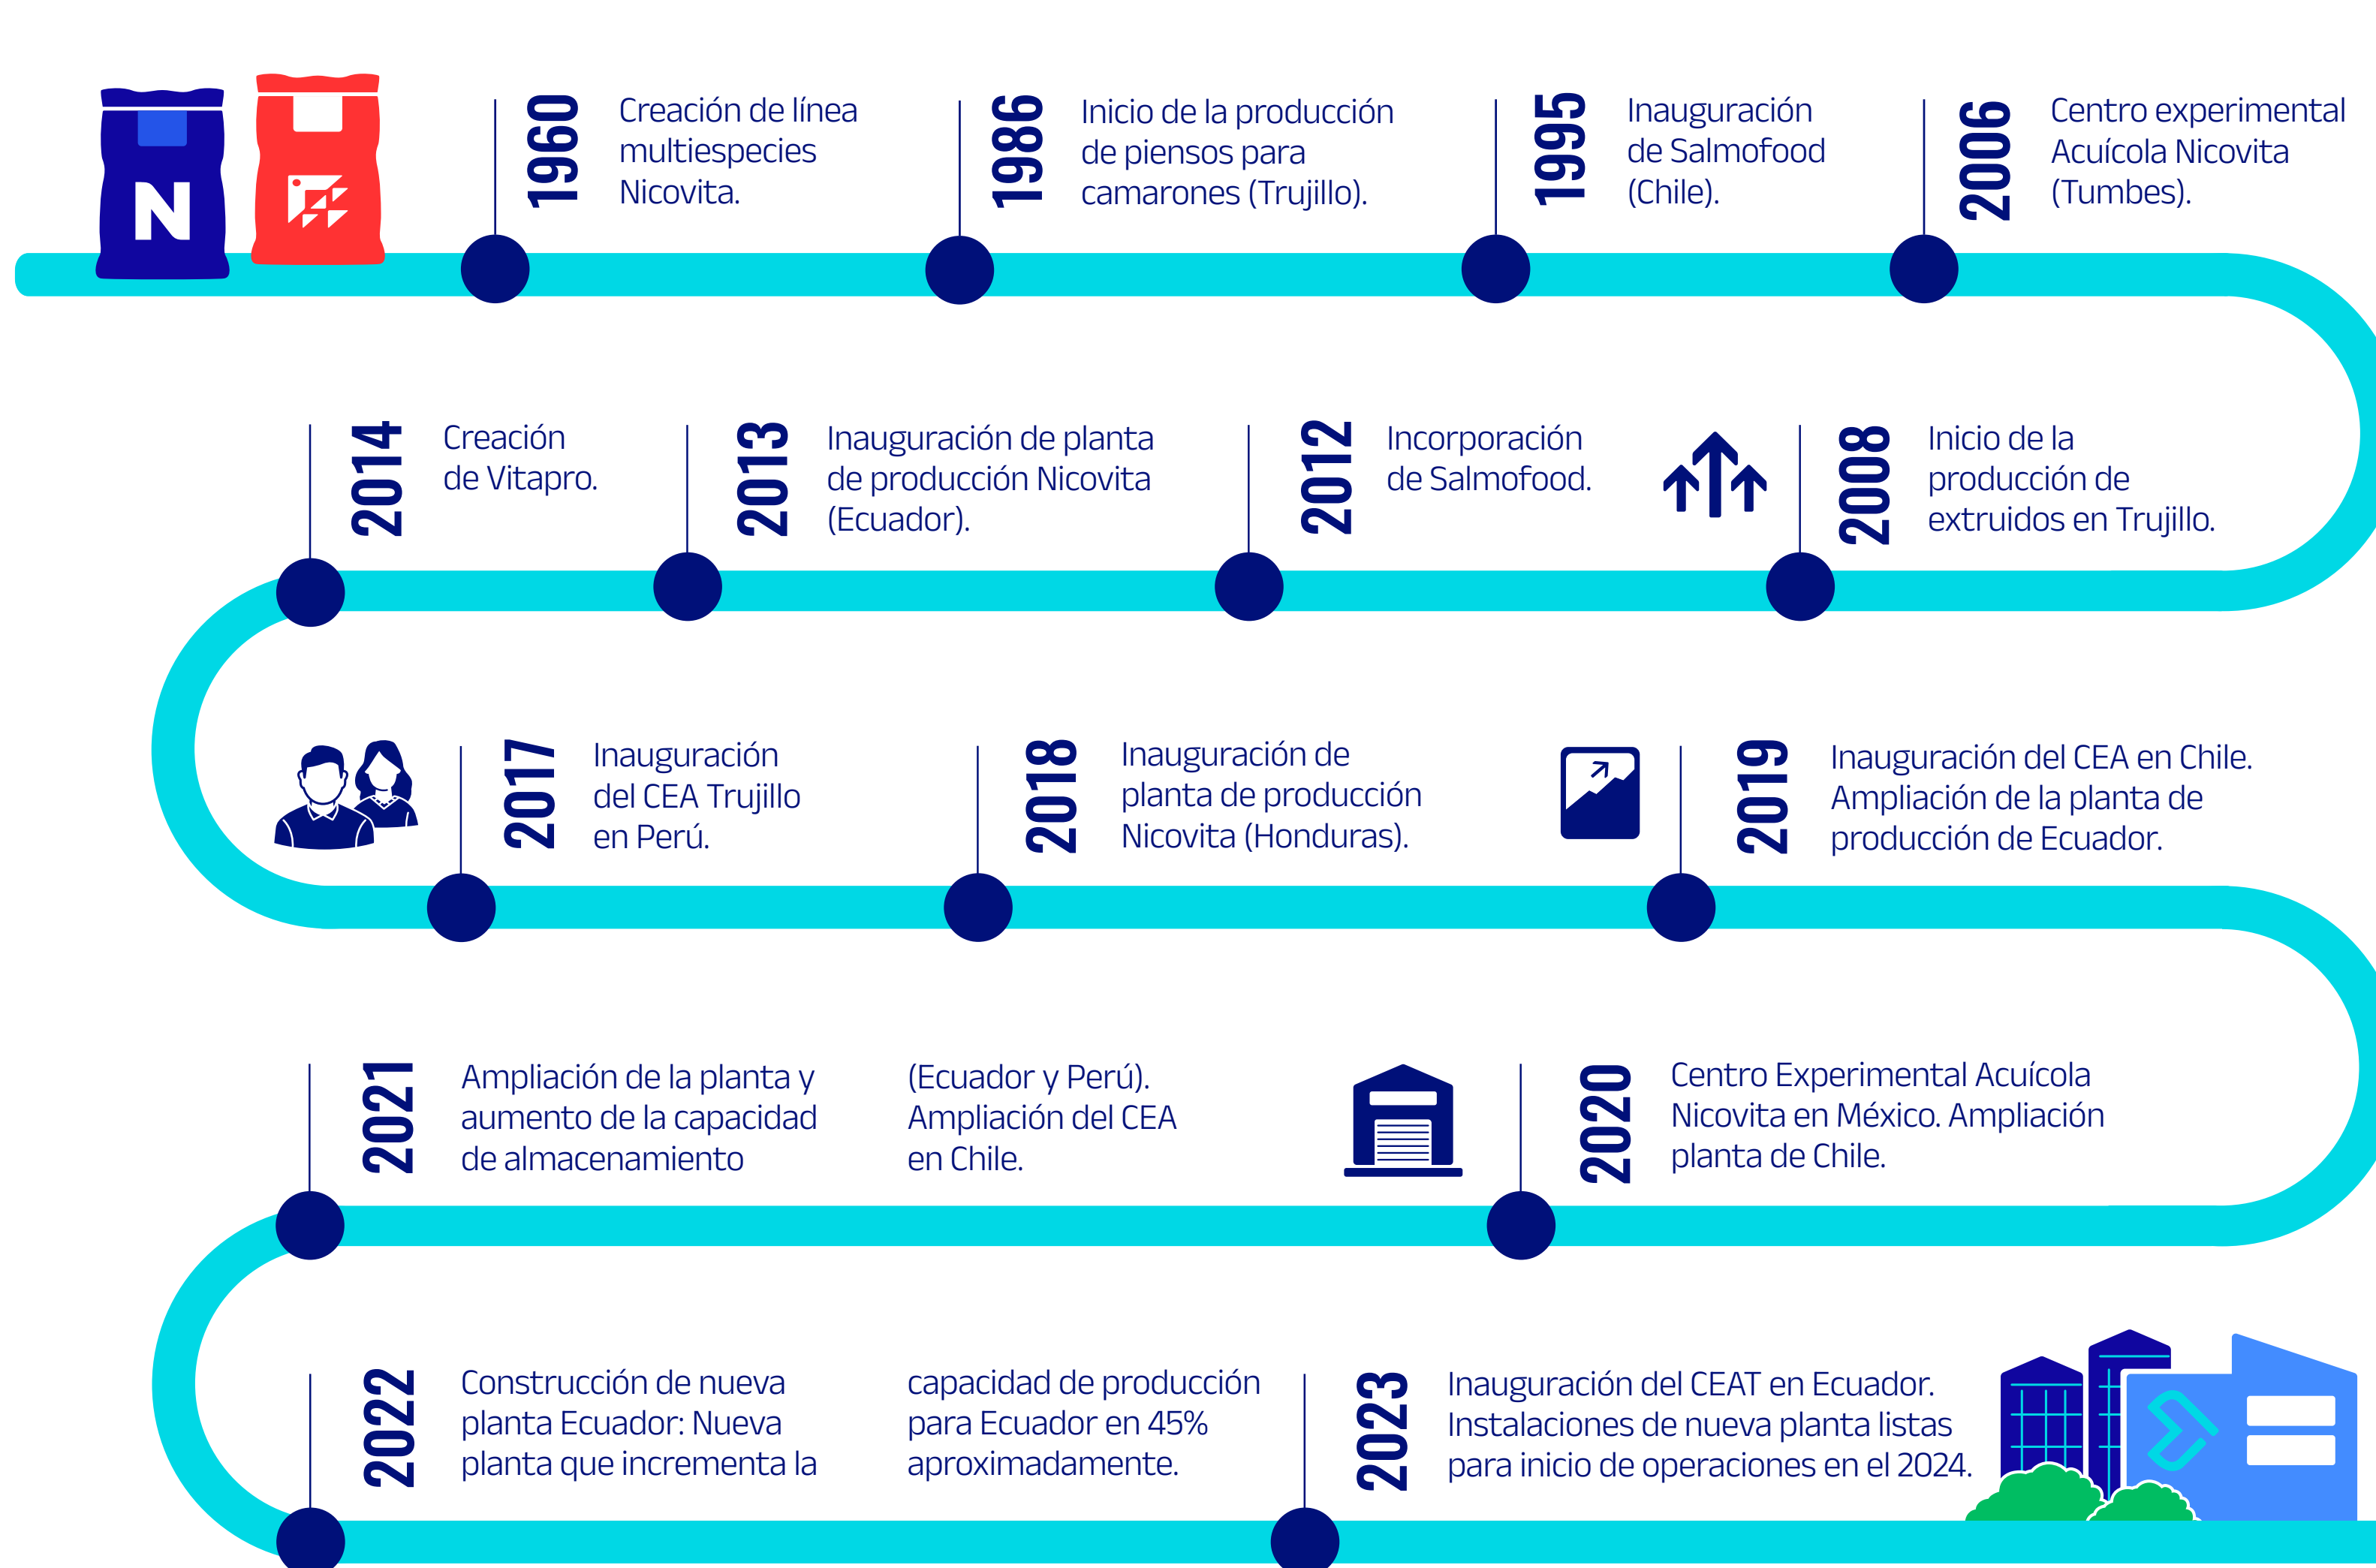 1960
Creación de línea
multiespecies
Nicovita.
1986
Inicio de la producción
de piensos para
camarones (Trujillo).
1995
Inauguración
de Salmofood
(Chile).
2006
Centro experimental
Acuícola Nicovita
(Tumbes).
N
2014
Creación
de Vitapro.
2013
Inauguración de planta
de producción Nicovita
(Ecuador).
2012
Incorporación
de Salmofood.
2008
Inicio de la
producción de
extruidos en Trujillo.
2017
Inauguración
del CEA Trujillo
en Perú.
2018
Inauguración de
planta de producción
Nicovita (Honduras).
2019
Inauguración del CEA en Chile.
Ampliación de la planta de
producción de Ecuador.
2021
Ampliación de la planta y
aumento de la capacidad
de almacenamiento
(Ecuador y Perú).
Ampliación del CEA
en Chile.
2020
Centro Experimental Acuícola
Nicovita en México. Ampliación
planta de Chile.
2022
Construcción de nueva
planta Ecuador: Nueva
planta que incrementa la
capacidad de producción
para Ecuador en 45%
aproximadamente.
2023
Inauguración del CEAT en Ecuador.
Instalaciones de nueva planta listas
para inicio de operaciones en el 2024.